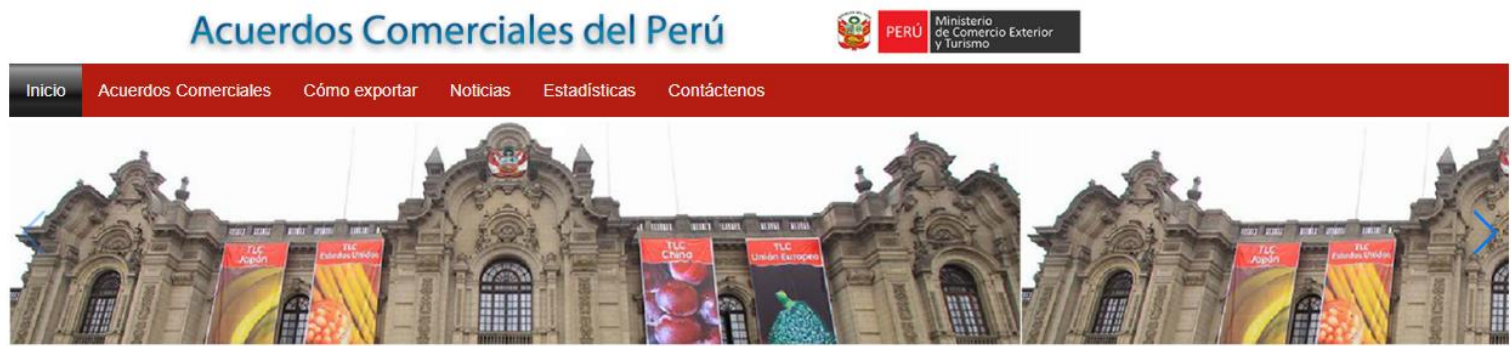 Acuerdos Comerciales del Perú
PERÚ
Ministerio
de Comercio Exterior
y Turismo
Inicio
Acuerdos Comerciales
Cómo exportar
Noticias
Estadísticas
Contáctenos
TLC
Japón
TLC
Estados Unidos
TLC
China
TLC
Unión Europea
TLC
Japón
TLC
Estados Unidos